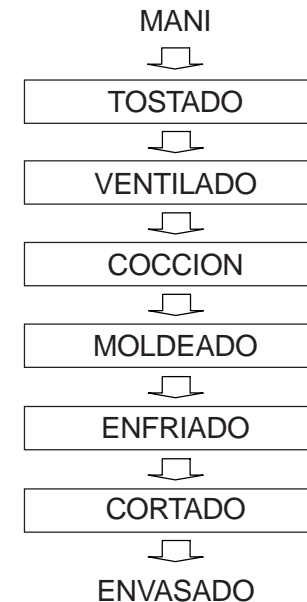 MANI
TOSTADO
VENTILADO
COCCION
MOLDEADO
ENFRIADO
CORTADO
ENVASADO